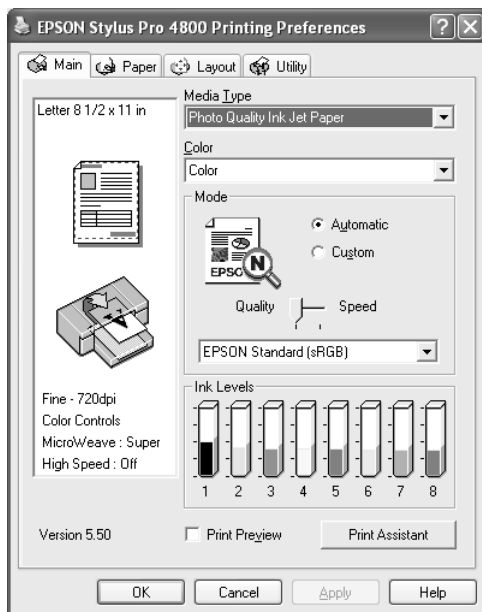 EPSON Stylus Pro 4800 Printing Preferences
Main Paper Layout Utility
Letter 8 1/2 x 11 in
Media Type
Photo Quality Ink Jet Paper
Color
Color
Mode
Automatic
Custom
EPSO
N
Quality Speed
EPSON Standard (sRGB)
Fine - 720dpi
Color Controls
MicroWeave : Super
High Speed : Off
Ink Levels
1 2 3 4 5 6 7 8
Version 5.50
Print Preview
Print Assistant
OK Cancel Apply Help